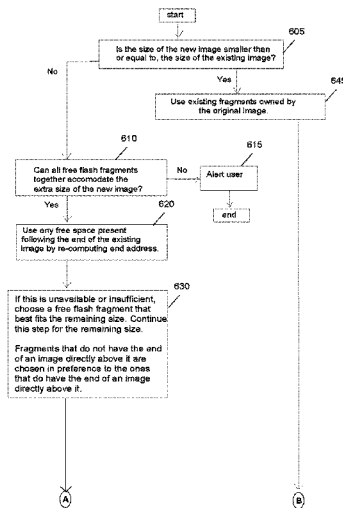 start
605
Is the size of the new image smaller than
or equal to, the size of the existing image?
No
Yes
645
Use existing fragments owned by
the original image.
610
Can all free flash fragments
together accomodate the
extra size of the new image?
No
615
Alert user
end
Yes
620
Use any free space present
following the end of the existing
image by re-computing end address.
630
If this is unavailable or insufficient,
choose a free flash fragment that
best fits the remaining size. Continue
this step for the remaining size.
Fragments that do not have the end
of an image directly above it are
chosen in preference to the ones
that do have the end of an image
directly above it.
A
B